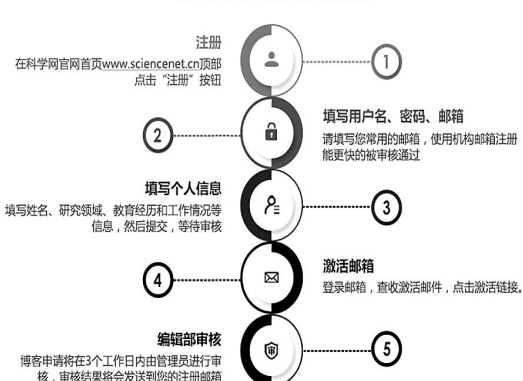 注册
在科学网官网首页www.sciencenet.cn顶部
点击“注册”按钮
1
填写用户名、密码、邮箱
请填写您常用的邮箱，使用机构邮箱注册
能更快的被审核通过
2
填写个人信息
填写姓名、研究领域、教育经历和工作情况等
信息，然后提交，等待审核
3
激活邮箱
登录邮箱，查收激活邮件，点击激活链接。
4
编辑部审核
博客申请将在3个工作日内由管理员进行审
核，审核结果将会发送到您的注册邮箱
5